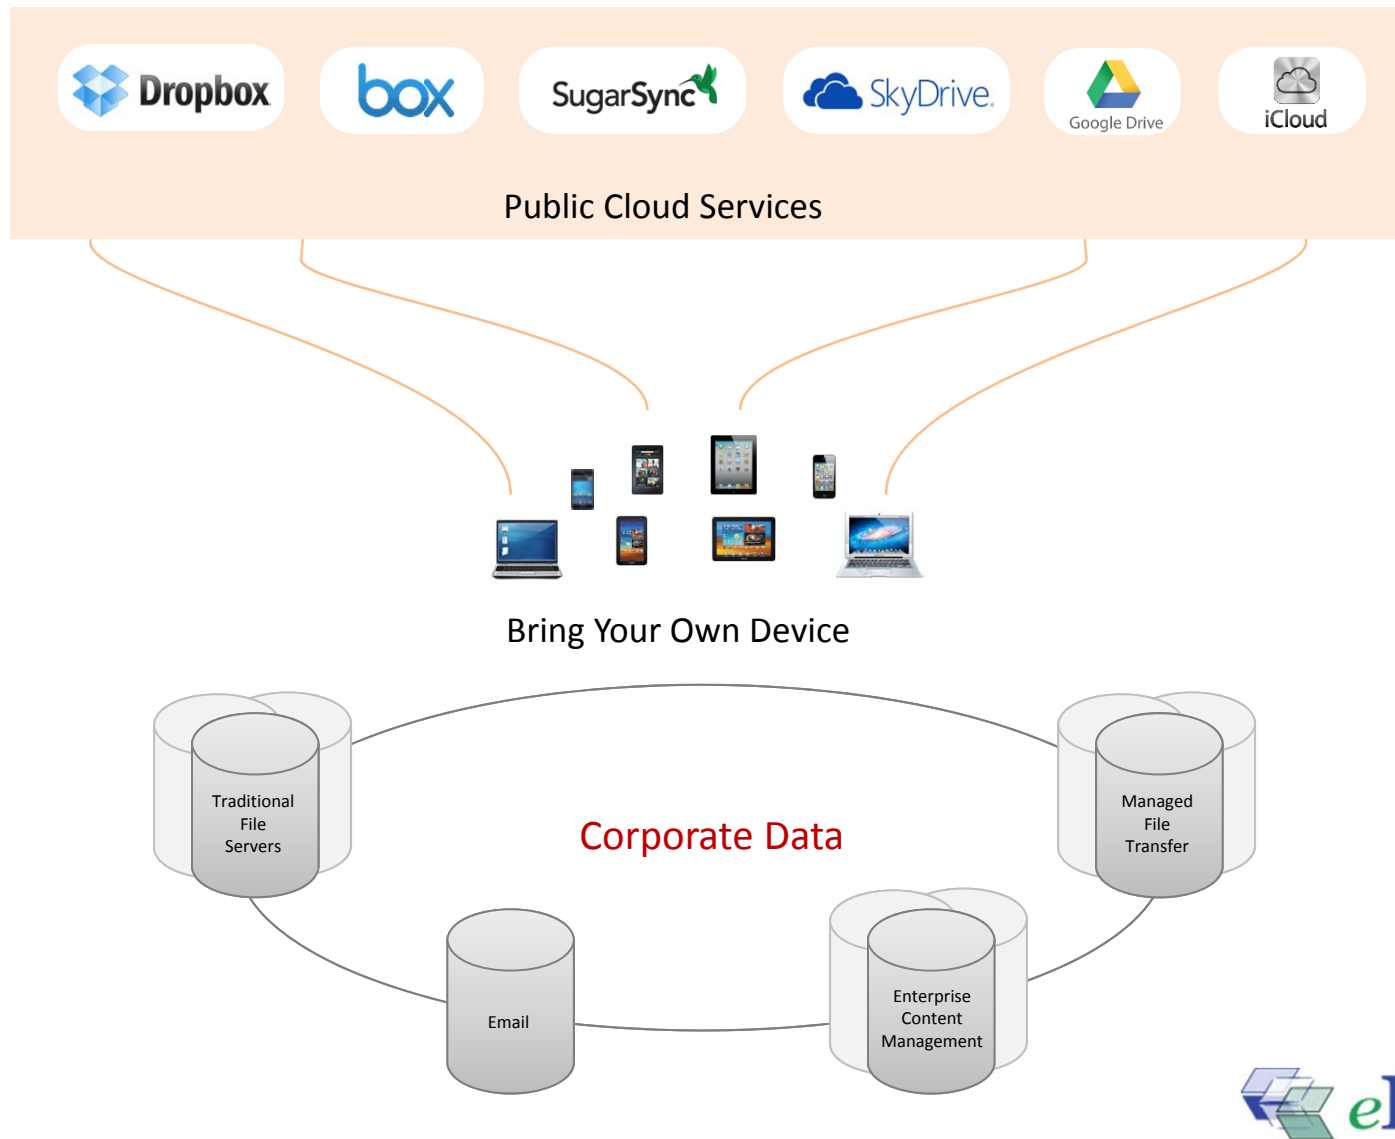 Dropbox
box
SugarSync
SkyDrive.
Google Drive
iCloud
Public Cloud Services
Bring Your Own Device
Traditional
File
Servers
Managed
File
Transfer
Corporate Data
Email
Enterprise
Content
Management